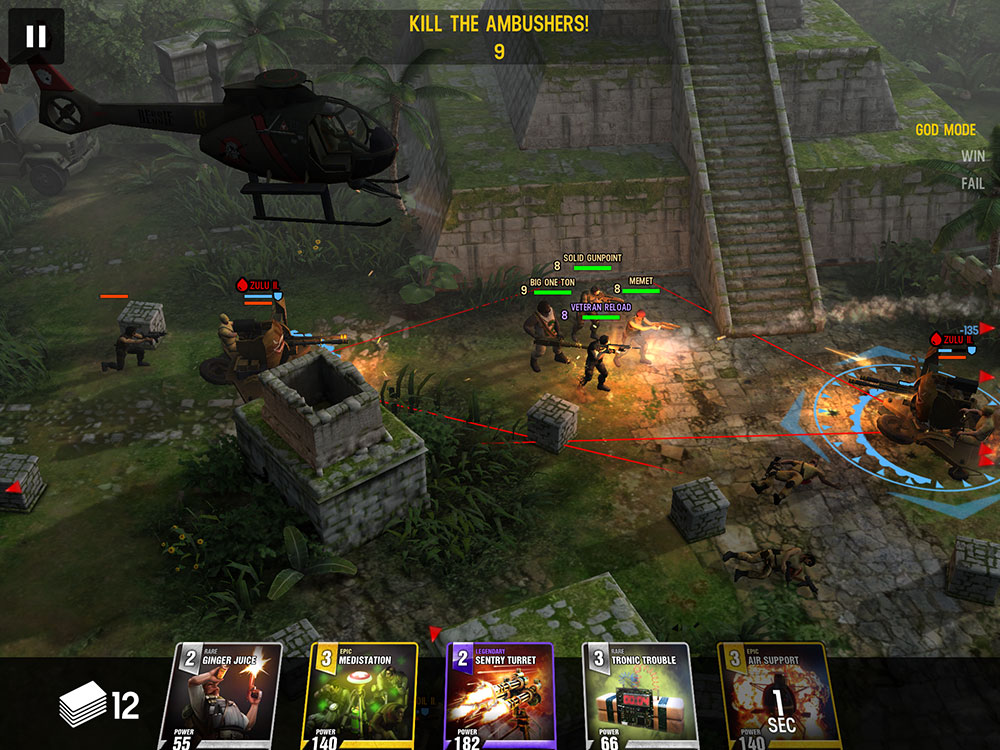 KILL THE AMBUSHERS!
9
GOD MODE
WIN
FAIL
SOLID GUNPOINT
8
BIG ONE TON
9
MEMET
8
VETERAN RELOAD
8
ZULU II.
-135
ZULU II.
12
2
RARE
GINGER JUICE
POWER
55
3
EPIC
MEDISTATION
POWER
140
2
LEGENDARY
SENTRY TURRET
POWER
182
3
RARE
TRONIC TROUBLE
POWER
66
3
EPIC
AIR SUPPORT
1
SEC
POWER
140